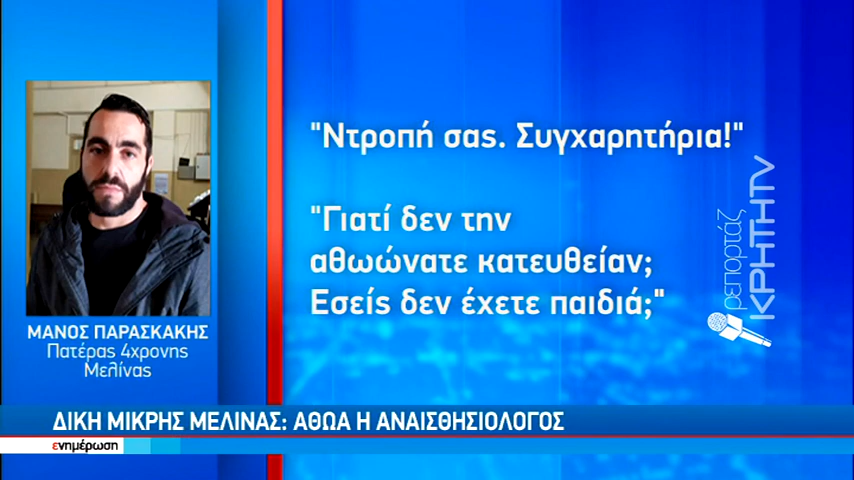 "Ντροπή σας. Συγχαρητήρια!"
"Γιατί δεν την
αθωώνατε κατευθείαν;
Εσείς δεν έχετε παιδιά;"
ρεπορτάζ
ΚΡΗΤΗTV
ΜΑΝΟΣ ΠΑΡΑΣΚΑΚΗΣ
Πατέρας 4χρονης
Μελίνας
ΔΙΚΗ ΜΙΚΡΗΣ ΜΕΛΙΝΑΣ: ΑΘΩΑ Η ΑΝΑΙΣΘΗΣΙΟΛΟΓΟΣ
ενημέρωση